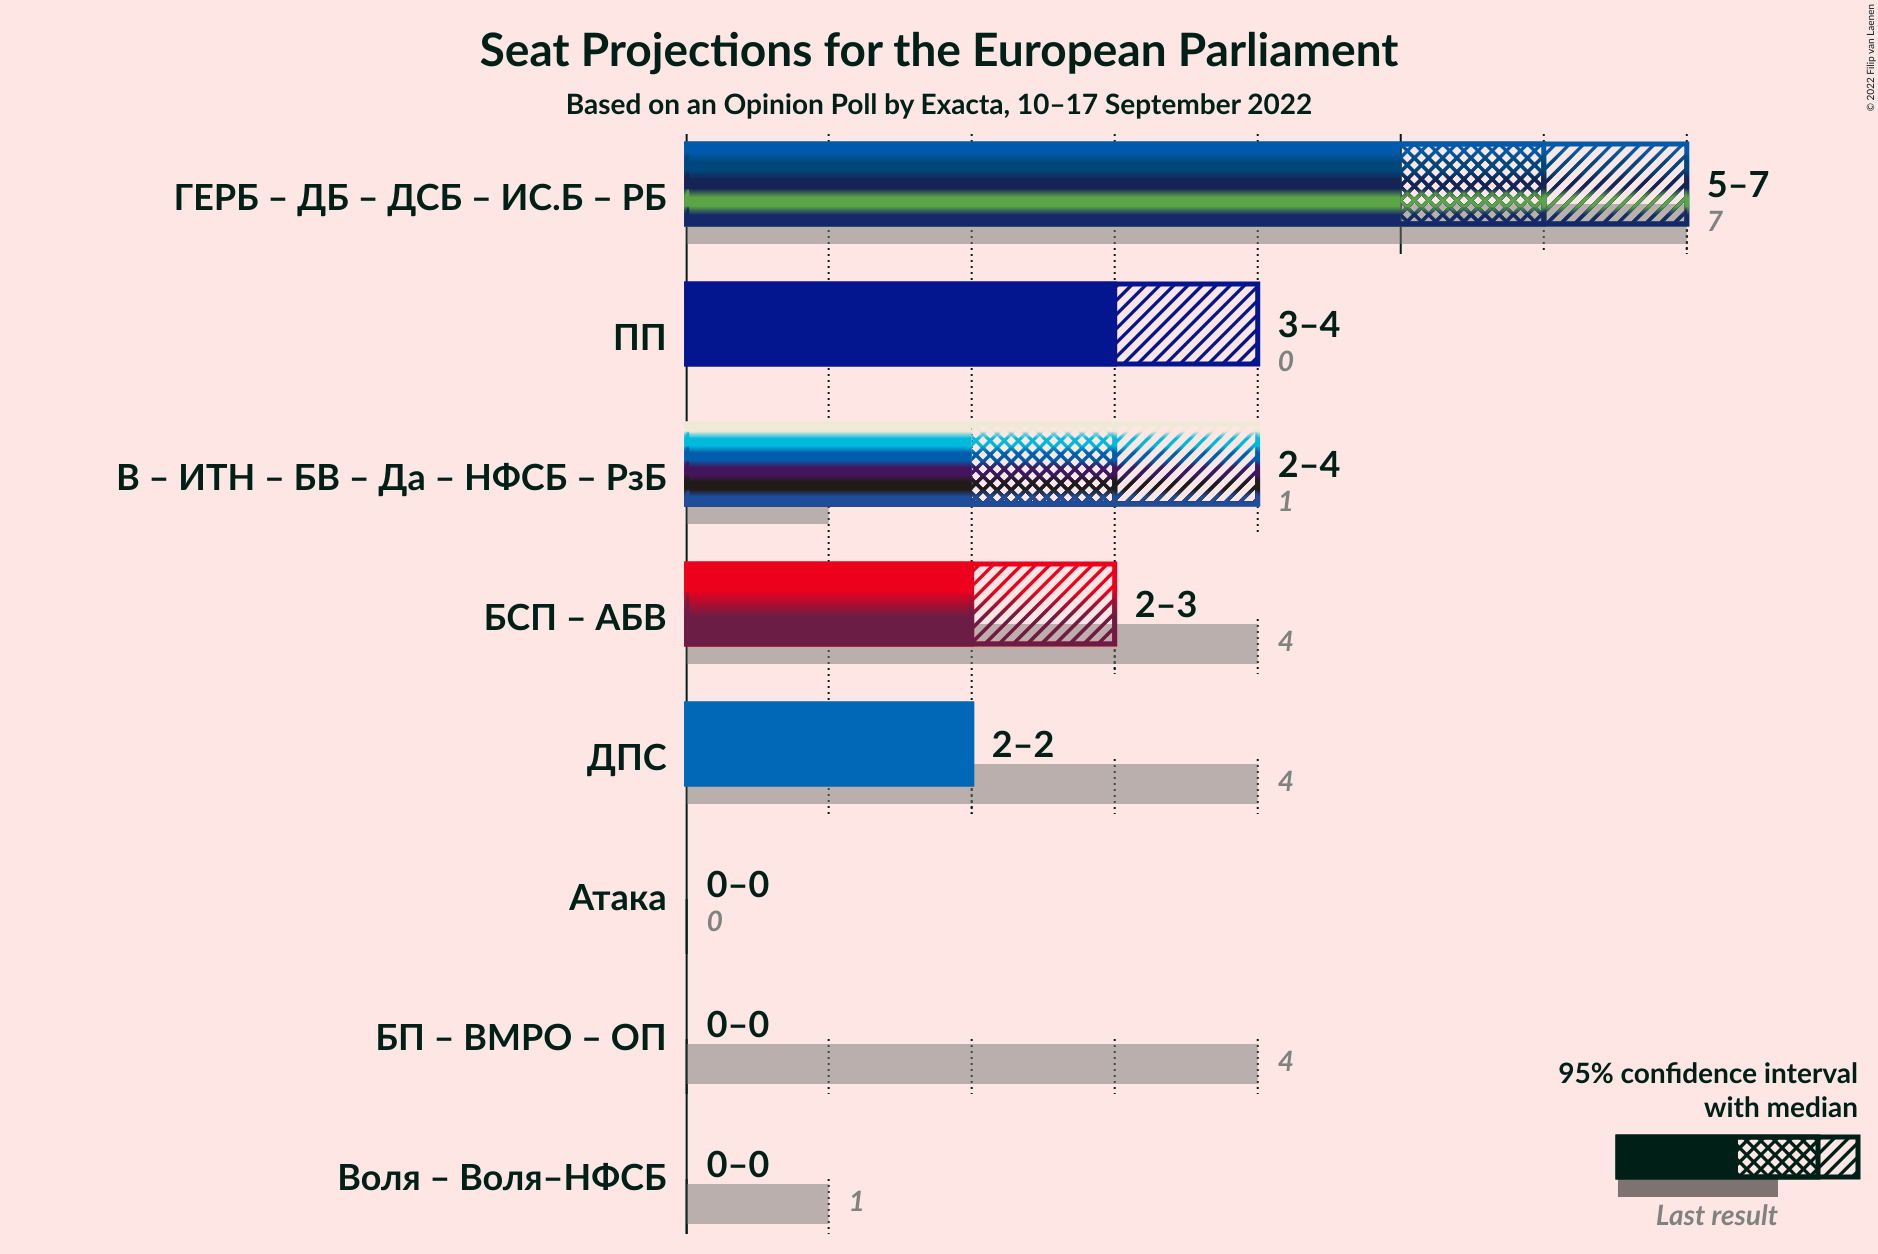 Seat Projections for the European Parliament
Based on an Opinion Poll by Exacta, 10–17 September 2022
© 2022 Filip van Laenen
ГЕРБ – ДБ – ДСБ – ИС.Б – РБ
5–7
7
ПП
3–4
0
В – ИТН – БВ – Да – НФСБ – РзБ
2–4
1
БСП – АБВ
2–3
4
ДПС
2–2
4
Атака
0–0
0
БП – ВМРО – ОП
0–0
4
Воля – Воля–НФСБ
0–0
1
95% confidence interval
with median
Last result